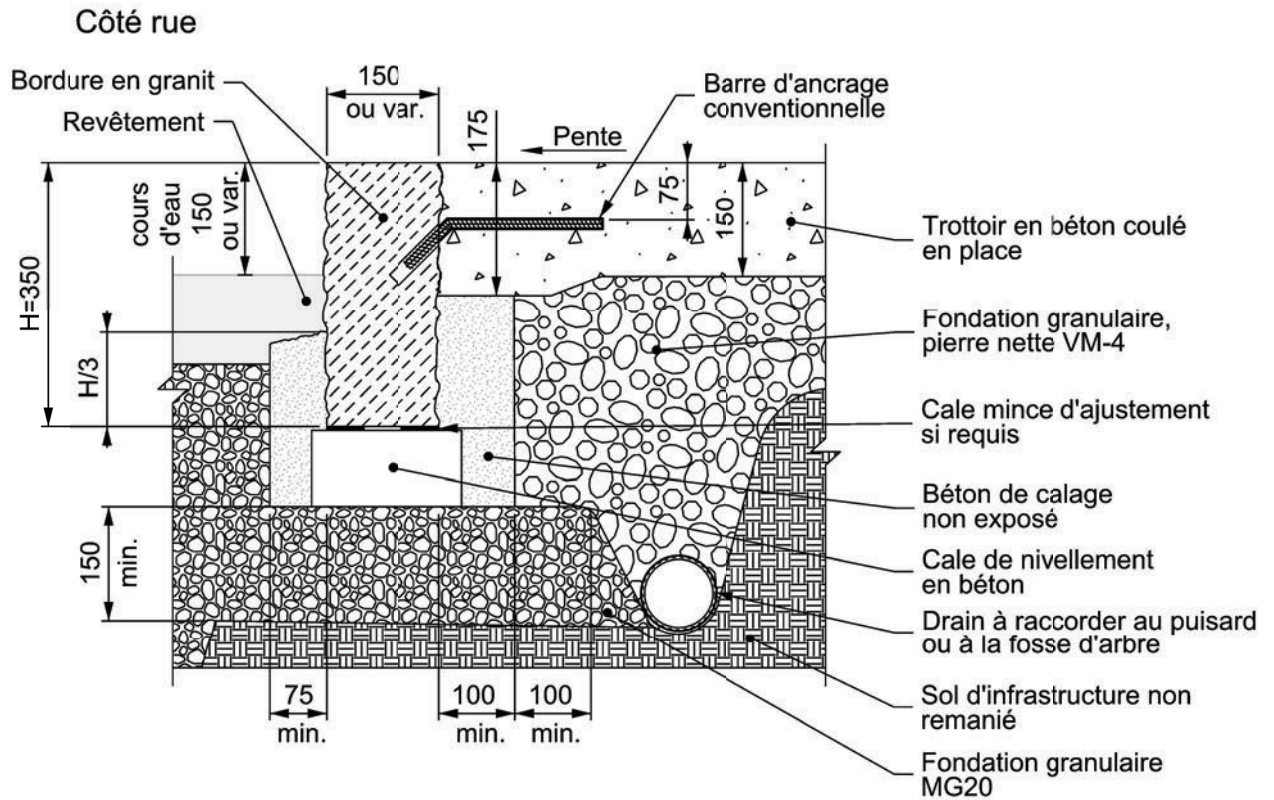 Côté rue
Bordure en granit
Revêtement
150
ou var.
175
Pente
Barre d'ancrage
conventionnelle
H=350
cours
d'eau
150
ou var.
75
150
Trottoir en béton coulé
en place
H/3
Fondation granulaire,
pierre nette VM-4
Cale mince d'ajustement
si requis
Béton de calage
non exposé
150
min.
Cale de nivellement
en béton
Drain à raccorder au puisard
ou à la fosse d'arbre
Sol d'infrastructure non
remanié
75
min.
100
min.
100
min.
Fondation granulaire
MG20